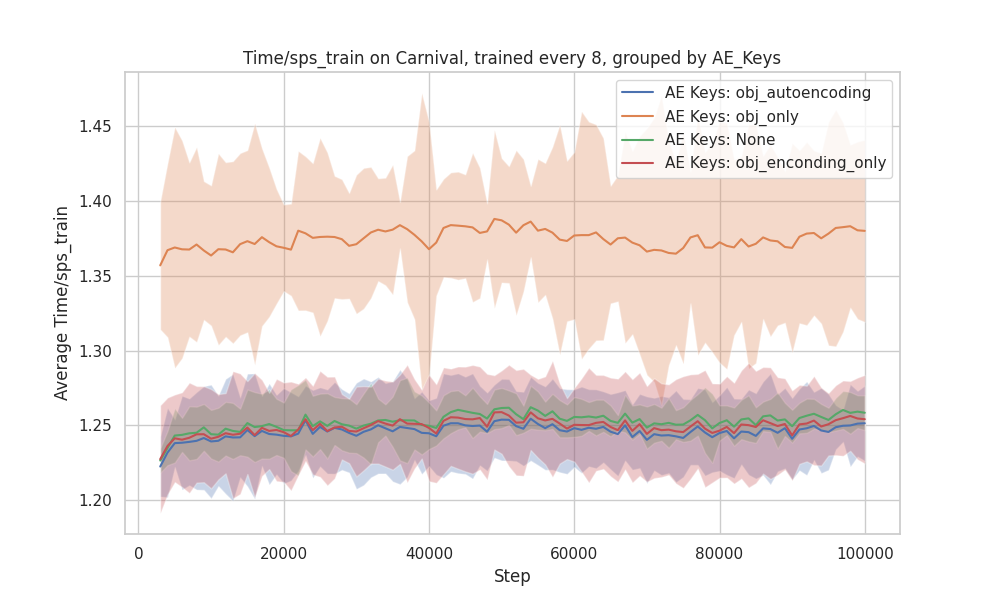 Time/sps_train on Carnival, trained every 8, grouped by AE_Keys
AE Keys: obj_autoencoding
AE Keys: obj_only
AE Keys: None
AE Keys: obj_enconding_only
Average Time/sps_train
1.45
1.40
1.35
1.30
1.25
1.20
0
20000
40000
60000
80000
100000
Step